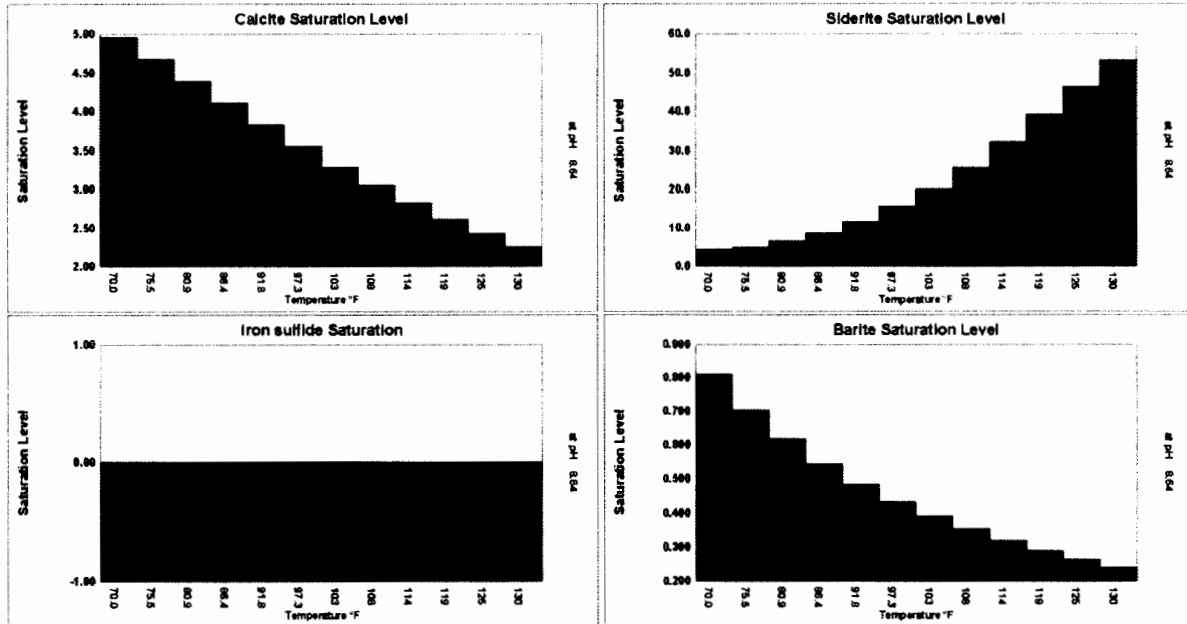 Calcite Saturation Level
Saturation Level
5.00
4.50
4.00
3.50
3.00
2.50
2.00
70.0 75.5 80.9 86.4 91.8 97.3 103 108 114 119 125 130
Temperature °F
at pH 8.64
Siderite Saturation Level
Saturation Level
60.0
50.0
40.0
30.0
20.0
10.0
0.0
70.0 75.5 80.9 86.4 91.8 97.3 103 108 114 119 125 130
Temperature °F
at pH 8.64
Iron sulfide Saturation
Saturation Level
1.00
0.00
-1.00
70.0 75.5 80.9 86.4 91.8 97.3 103 108 114 119 125 130
Temperature °F
at pH 8.64
Barite Saturation Level
Saturation Level
0.900
0.800
0.700
0.600
0.500
0.400
0.300
0.200
70.0 75.5 80.9 86.4 91.8 97.3 103 108 114 119 125 130
Temperature °F
at pH 8.64